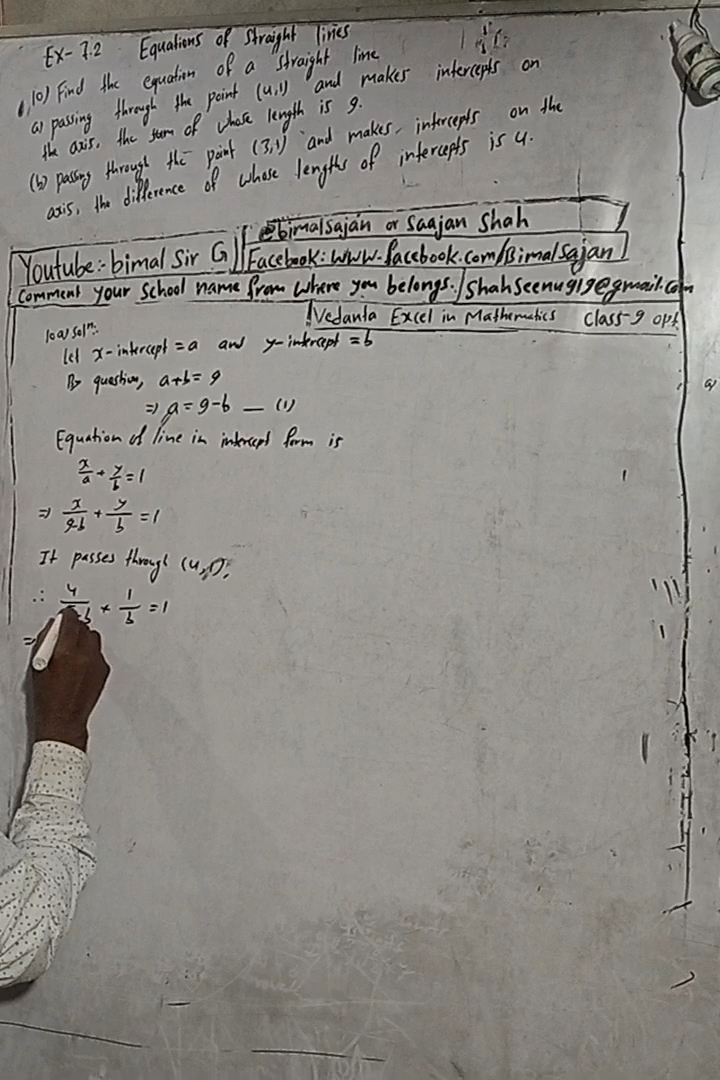 Ex- 7.2 Equations of Straight lines
10) Find the equation of a straight line
a) passing through the point (4,1) and makes intercepts on
the axis, the sum of whose length is 9.
(b) passing through the point (3,1) and makes intercepts on the
axis, the difference of whose lengths of intercepts is 4.
@bimalsajan or Saajan Shah
Youtube:- bimal Sir G
Facebook: www.facebook.com/Bimalsajan
Comment your School name from where you belongs. Shahseenu919@gmail.com
Vedanta Excel in Mathematics Class-9 opt
10a) solⁿ:
Let x-intercept = a and y-intercept = b
By question, a+b = 9
=> a = 9-b — (1)
Equation of line in intercept form is
x/a + y/b = 1
=> x/9-b + y/b = 1
It passes through (4,1),
∴ 4/-b + 1/b = 1
=
a)